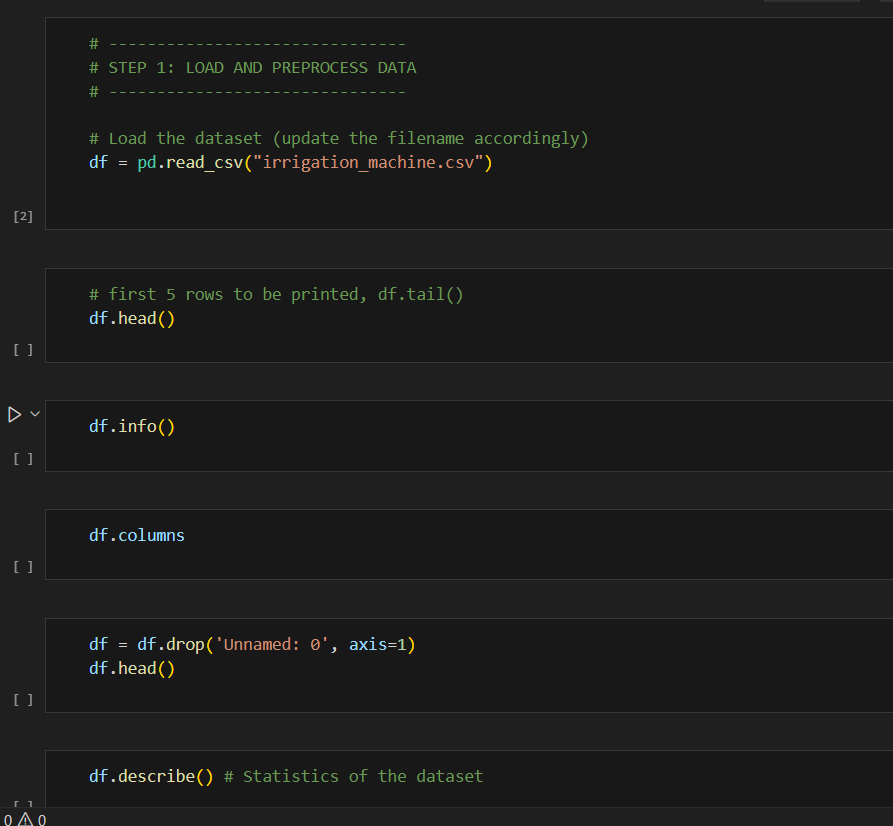 # -------------------------------
# STEP 1: LOAD AND PREPROCESS DATA
# -------------------------------
# Load the dataset (update the filename accordingly)
df = pd.read_csv("irrigation_machine.csv")
[2]
# first 5 rows to be printed, df.tail()
df.head()
[ ]
df.info()
[ ]
df.columns
[ ]
df = df.drop('Unnamed: 0', axis=1)
df.head()
[ ]
df.describe() # Statistics of the dataset
[ ]
0 ⚠ 0